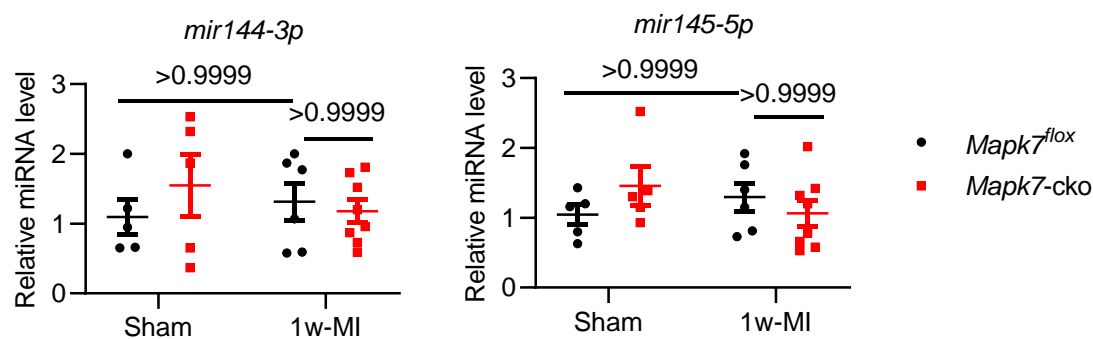 mir144-3p
Relative miRNA level
3
2
1
0
>0.9999
>0.9999
Sham
1w-MI
mir145-5p
Relative miRNA level
3
2
1
0
>0.9999
>0.9999
Sham
1w-MI
Mapk7flox
Mapk7-cko